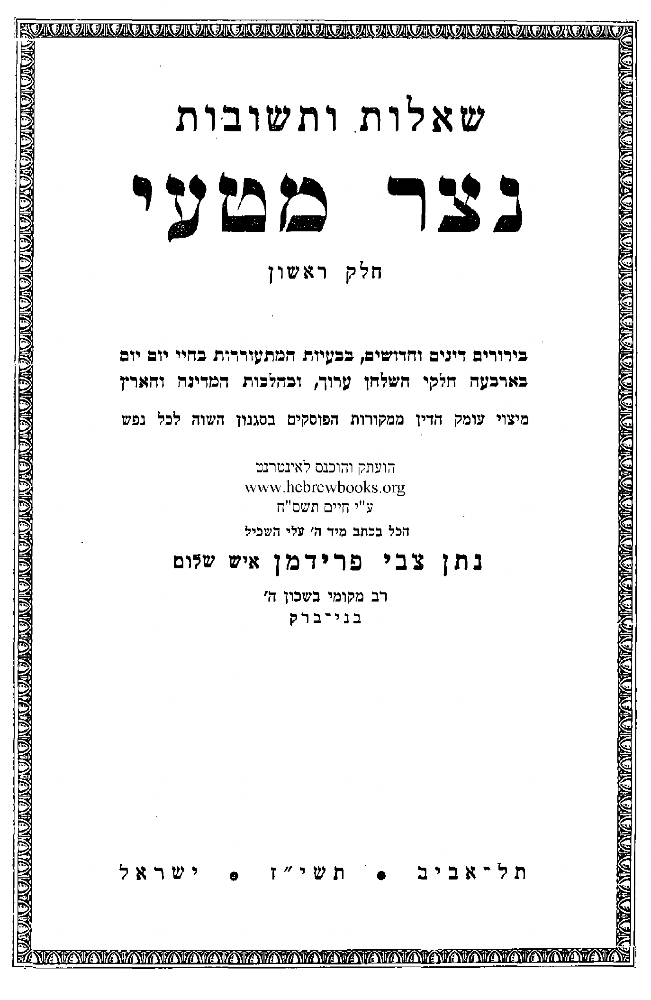 שאלות ותשובות
נצר מטעי
חלק ראשון
בירורים דינים וחדושים, בבעיות המתעוררות בחיי יום יום
בארבעה חלקי השלחן ערוך, ובהלכות המדינה והארץ
מיצוי עומק הדין ממקורות הפוסקים בסגנון השוה לכל נפש
הועתק והוכנס לאינטרנט
www.hebrewbooks.org
ע"י חיים תשס"ח
הכל בכתב מיד ה' עלי השכיל
נתן צבי פרידמן איש שלום
רב מקומי בשכון ה'
בני־ברק
תל־אביב • תשי״ז • ישראל